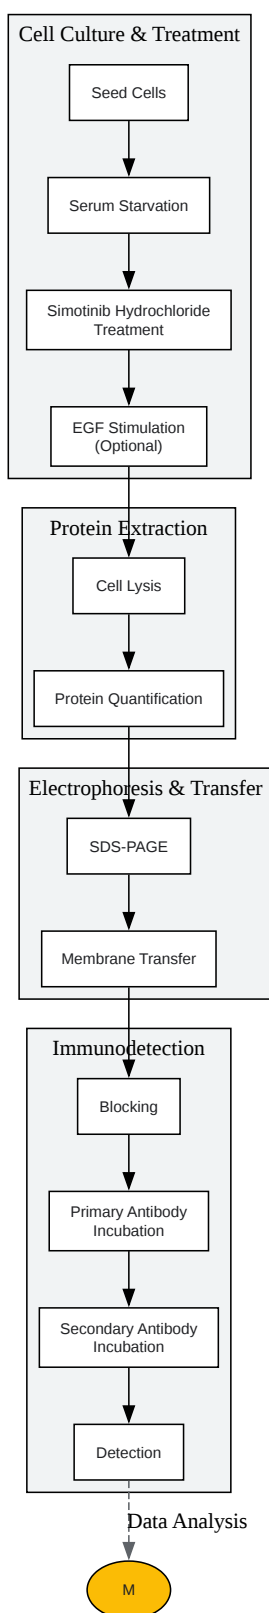 Cell Culture & Treatment
Seed Cells
Serum Starvation
Simotinib Hydrochloride
Treatment
EGF Stimulation
(Optional)
Protein Extraction
Cell Lysis
Protein Quantification
Electrophoresis & Transfer
SDS-PAGE
Membrane Transfer
Immunodetection
Blocking
Primary Antibody
Incubation
Secondary Antibody
Incubation
Detection
Data Analysis
M